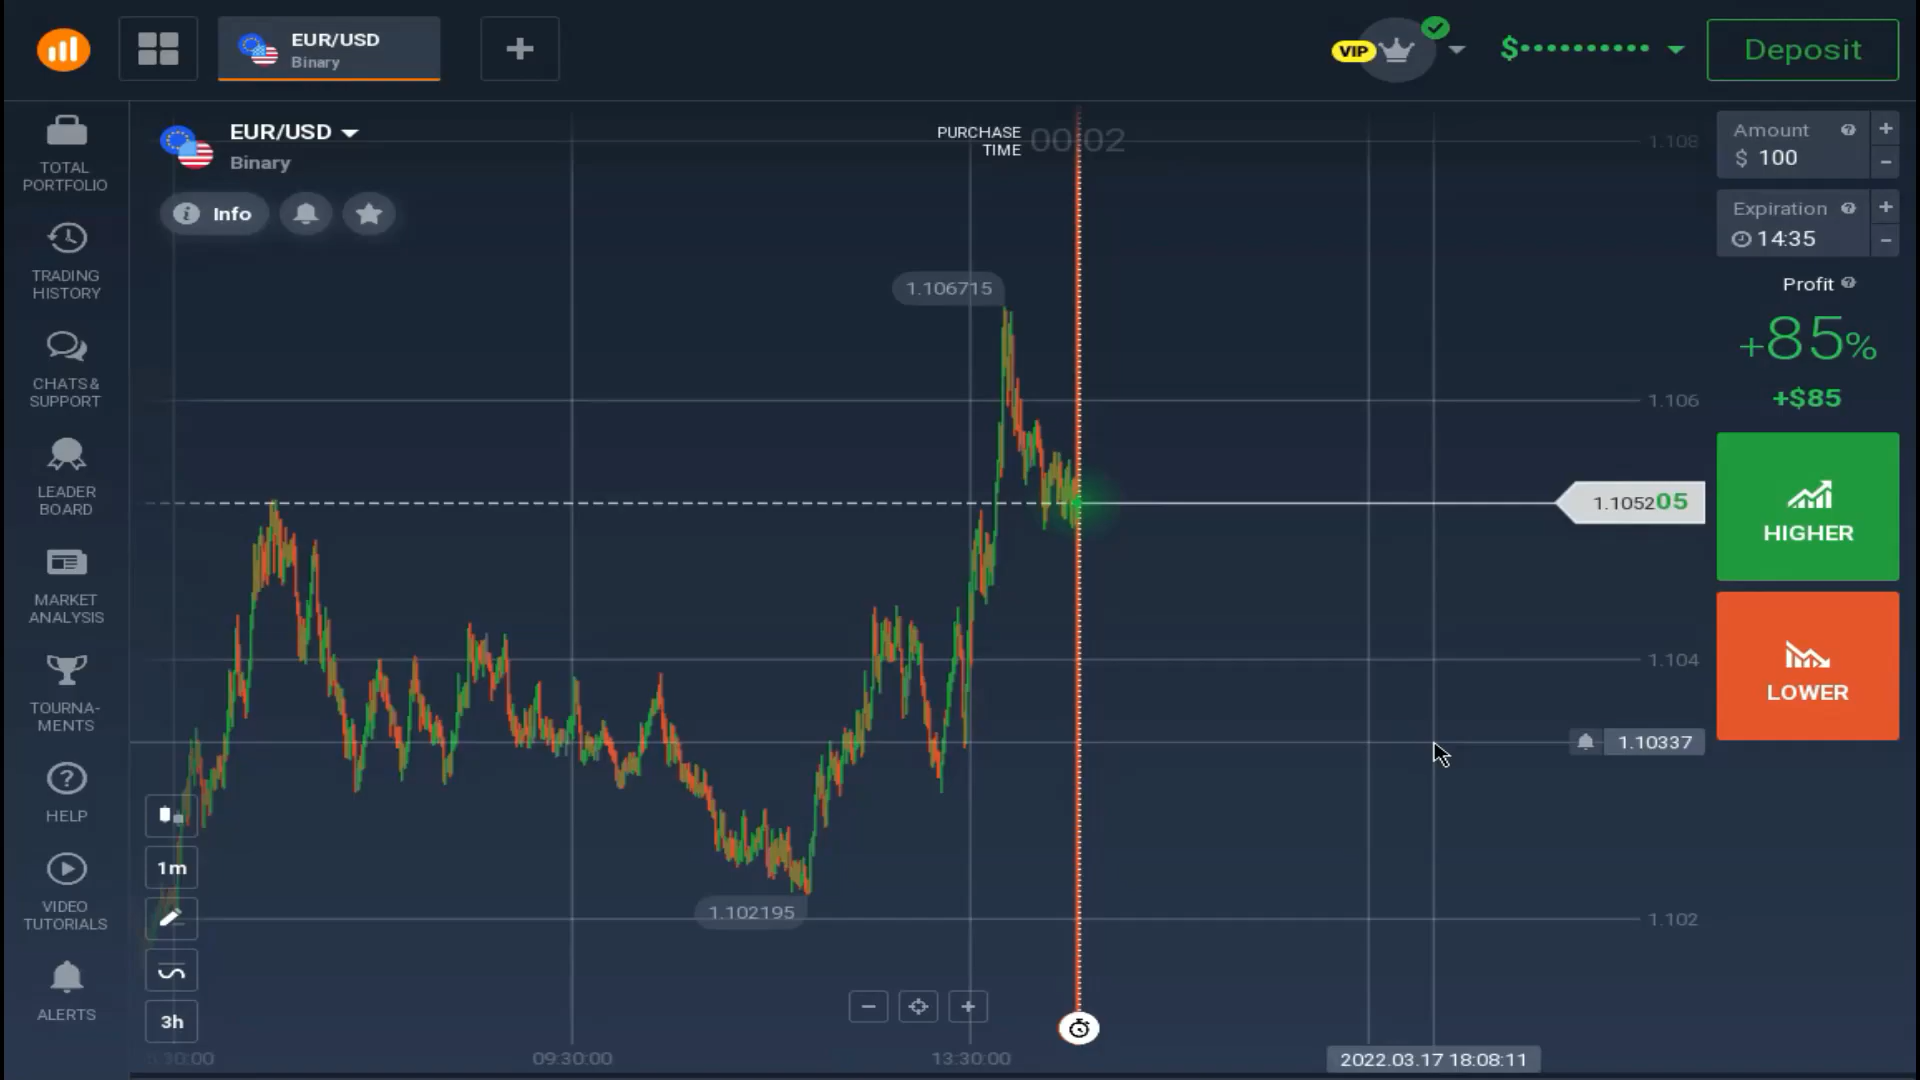 EUR/USD
Binary
VIP
$
Deposit
TOTAL
PORTFOLIO
TRADING
HISTORY
CHATS &
SUPPORT
LEADER
BOARD
MARKET
ANALYSIS
TOURNA-
MENTS
HELP
VIDEO
TUTORIALS
ALERTS
EUR/USD
Binary
Info
PURCHASE
TIME
00:02
1.106715
1.102195
1.108
1.106
1.105205
1.104
1.10337
1.102
1m
3h
09:30:00
13:30:00
2022.03.17 18:08:11
Amount
$ 100
+
−
Expiration
14:35
+
−
Profit
+85%
+$85
HIGHER
LOWER